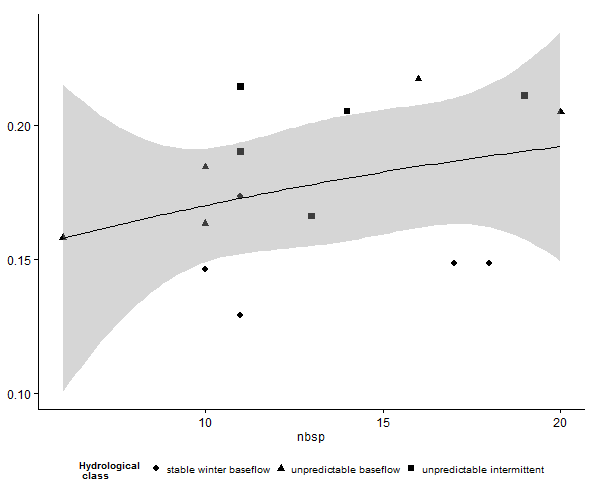 0.20
0.15
0.10
10 15 20
nbsp
Hydrological
class
stable winter baseflow unpredictable baseflow unpredictable intermittent